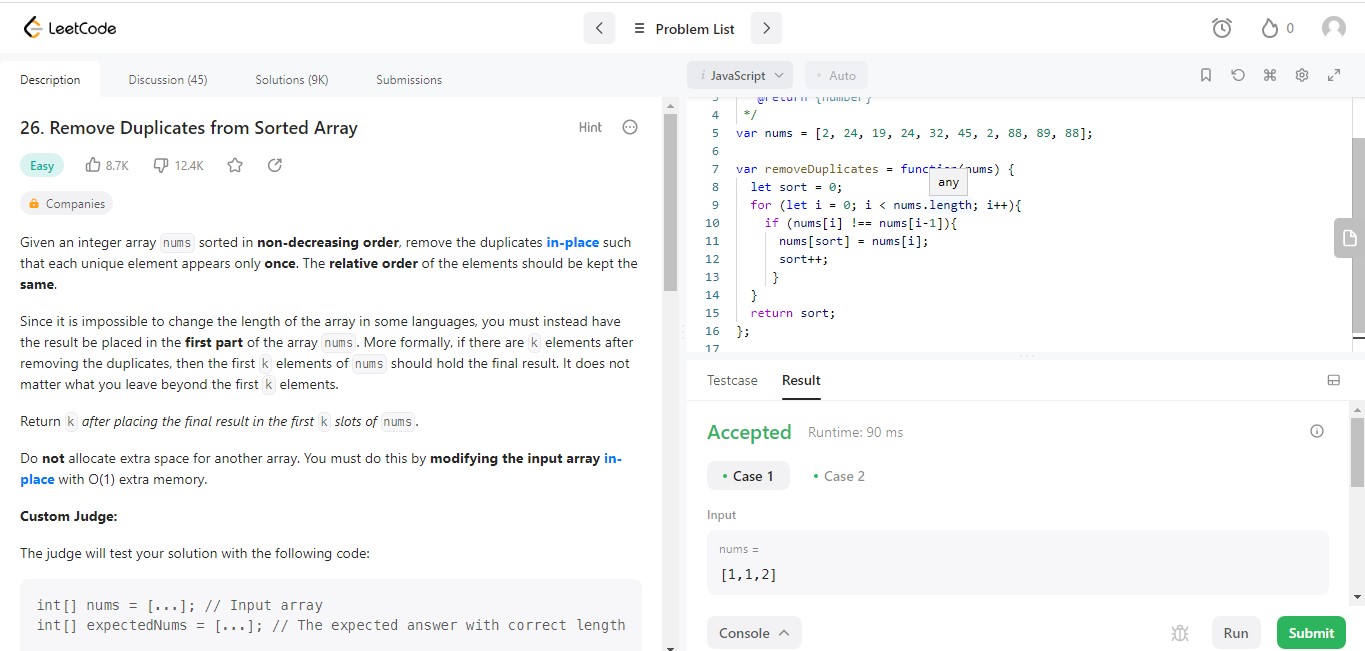 LeetCode
Problem List
0
Description
Discussion (45)
Solutions (9K)
Submissions
26. Remove Duplicates from Sorted Array
Hint
Easy
8.7K
12.4K
Companies
Given an integer array nums sorted in non-decreasing order, remove the duplicates in-place such
that each unique element appears only once. The relative order of the elements should be kept the
same.
Since it is impossible to change the length of the array in some languages, you must instead have
the result be placed in the first part of the array nums. More formally, if there are k elements after
removing the duplicates, then the first k elements of nums should hold the final result. It does not
matter what you leave beyond the first k elements.
Return k after placing the final result in the first k slots of nums.
Do not allocate extra space for another array. You must do this by modifying the input array in-
place with O(1) extra memory.
Custom Judge:
The judge will test your solution with the following code:
int[] nums = [...]; // Input array
int[] expectedNums = [...]; // The expected answer with correct length
i JavaScript
• Auto
3 @return {number}
4 */
5 var nums = [2, 24, 19, 24, 32, 45, 2, 88, 89, 88];
6
7 var removeDuplicates = function(nums) {
any
8 let sort = 0;
9 for (let i = 0; i < nums.length; i++){
10 if (nums[i] !== nums[i-1]){
11 nums[sort] = nums[i];
12 sort++;
13 }
14 }
15 return sort;
16 };
17
Testcase
Result
Accepted
Runtime: 90 ms
• Case 1
• Case 2
Input
nums =
[1,1,2]
Console
Run
Submit